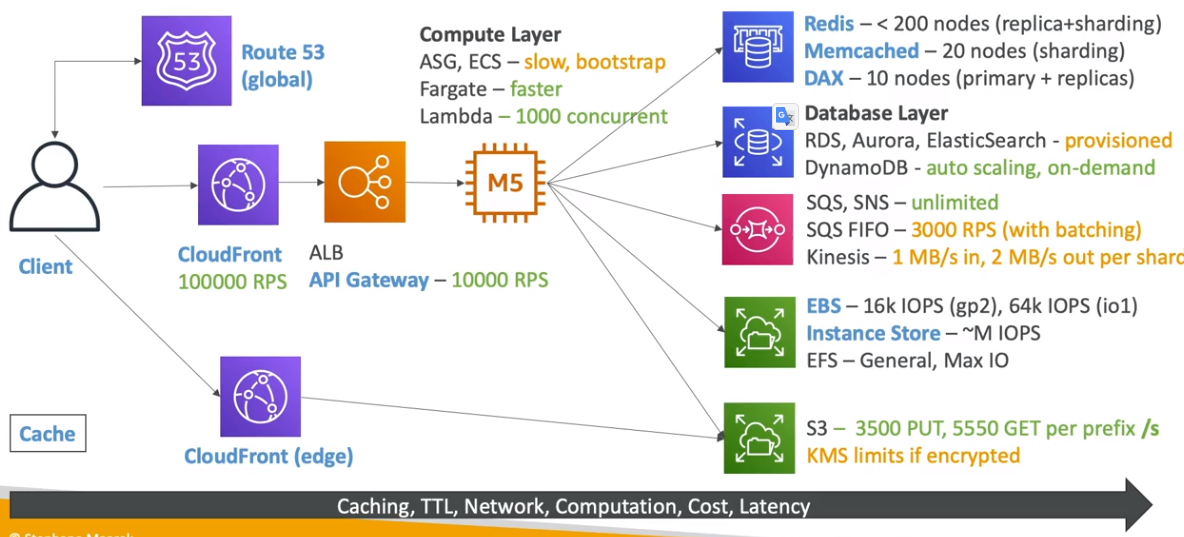 53
Route 53
(global)
Client
CloudFront
100000 RPS
ALB
API Gateway – 10000 RPS
Compute Layer
ASG, ECS – slow, bootstrap
Fargate – faster
Lambda – 1000 concurrent
M5
Redis – < 200 nodes (replica+sharding)
Memcached – 20 nodes (sharding)
DAX – 10 nodes (primary + replicas)
Database Layer
RDS, Aurora, ElasticSearch - provisioned
DynamoDB - auto scaling, on-demand
SQS, SNS – unlimited
SQS FIFO – 3000 RPS (with batching)
Kinesis – 1 MB/s in, 2 MB/s out per shard
EBS – 16k IOPS (gp2), 64k IOPS (io1)
Instance Store – ~M IOPS
EFS – General, Max IO
S3 – 3500 PUT, 5550 GET per prefix /s
KMS limits if encrypted
CloudFront (edge)
Cache
Caching, TTL, Network, Computation, Cost, Latency